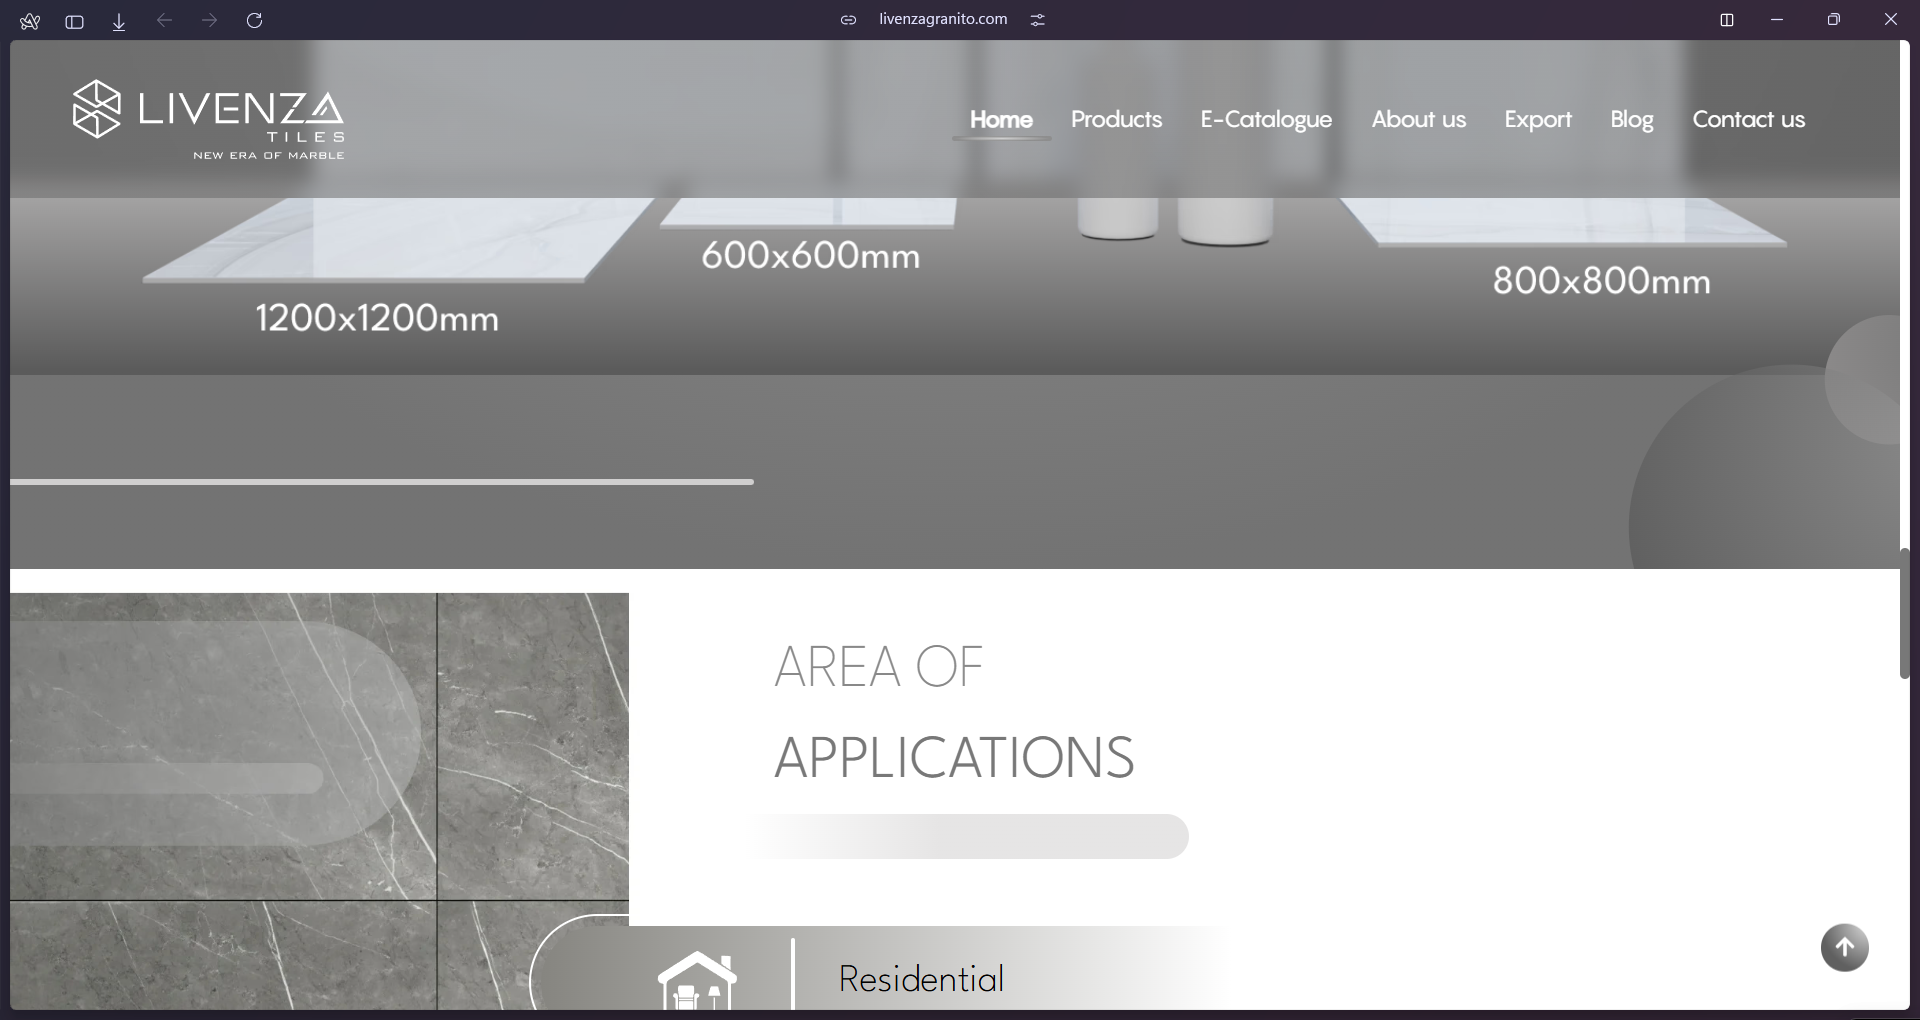 livenzagranito.com
LIVENZA
TILES
NEW ERA OF MARBLE
Home
Products
E-Catalogue
About us
Export
Blog
Contact us
600x600mm
800x800mm
1200x1200mm
AREA OF
APPLICATIONS
Residential